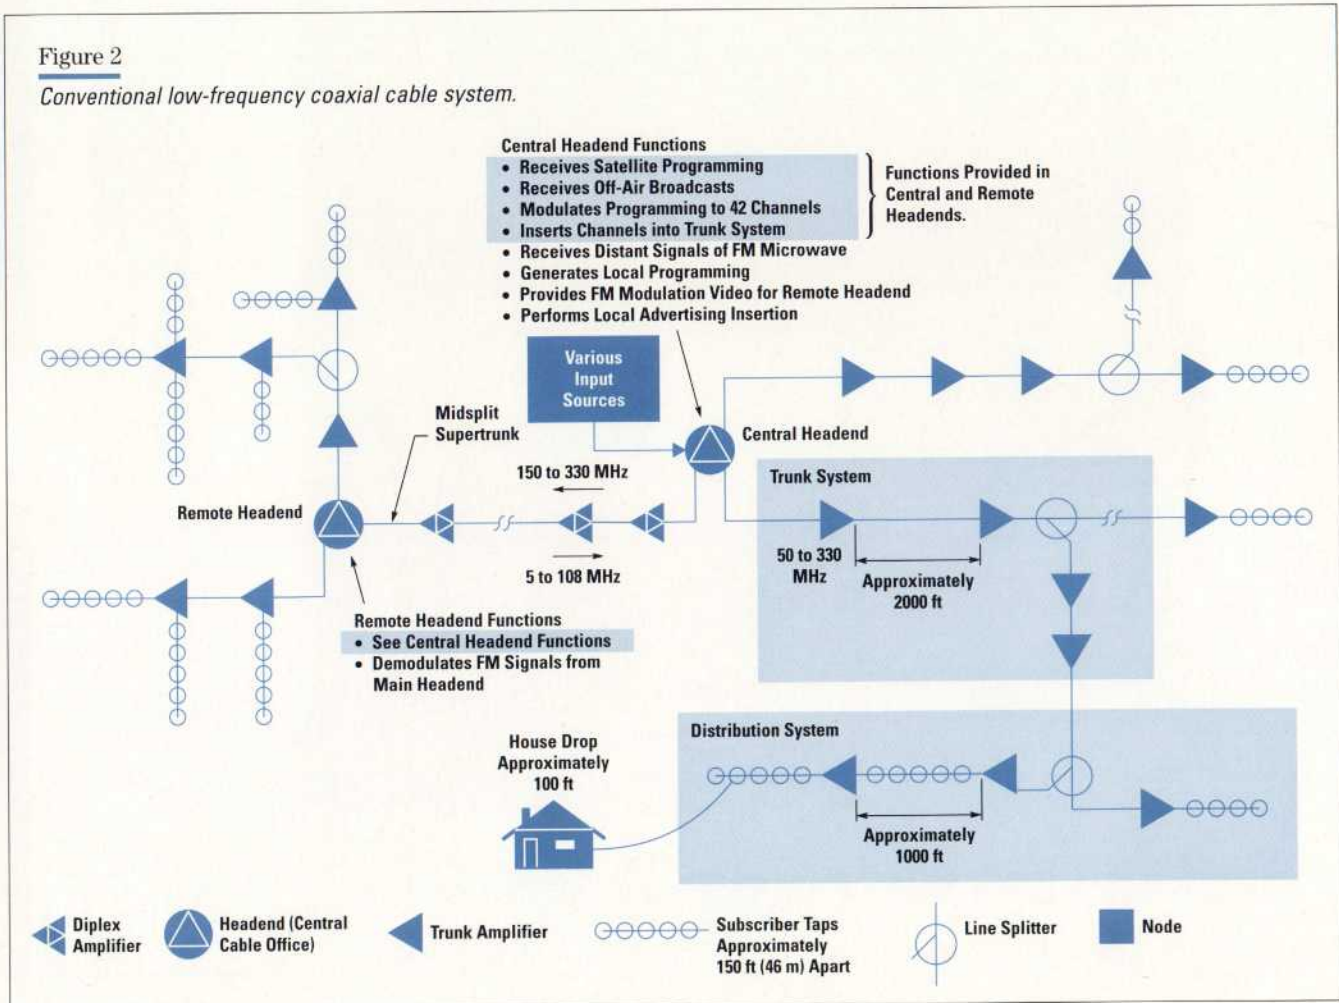 Figure 2
Conventional low-frequency coaxial cable system.
Central Headend Functions
• Receives Satellite Programming
• Receives Off-Air Broadcasts
• Modulates Programming to 42 Channels
• Inserts Channels into Trunk System
• Receives Distant Signals of FM Microwave
• Generates Local Programming
• Provides FM Modulation Video for Remote Headend
• Performs Local Advertising Insertion
Functions Provided in
Central and Remote
Headends.
Various
Input
Sources
Midsplit
Supertrunk
Central Headend
150 to 330 MHz
Trunk System
Remote Headend
5 to 108 MHz
50 to 330
MHz
Approximately
2000 ft
Remote Headend Functions
• See Central Headend Functions
• Demodulates FM Signals from
Main Headend
Distribution System
House Drop
Approximately
100 ft
Approximately
1000 ft
Diplex
Amplifier
Headend (Central
Cable Office)
Trunk Amplifier
Subscriber Taps
Approximately
150 ft (46 m) Apart
Line Splitter
Node